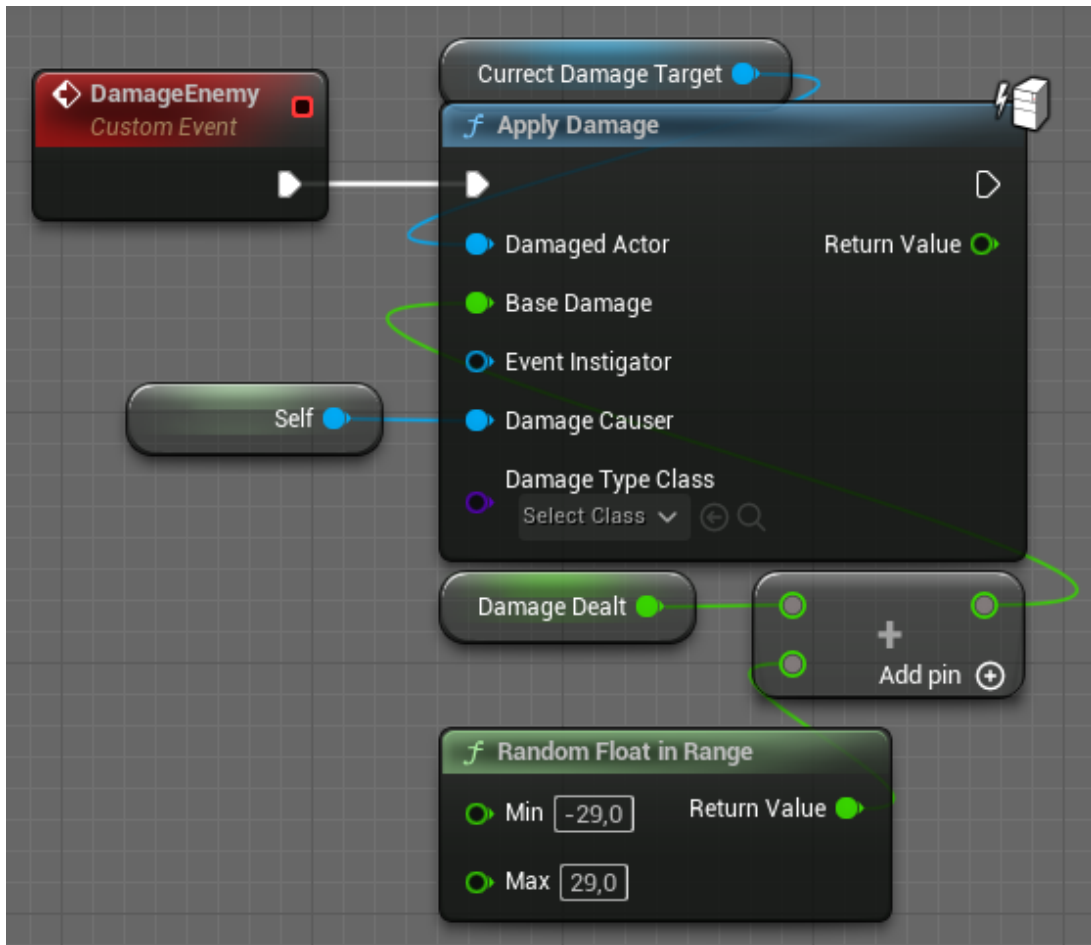 Currect Damage Target
DamageEnemy
Custom Event
Apply Damage
Damaged Actor
Return Value
Base Damage
Event Instigator
Self
Damage Causer
Damage Type Class
Select Class
Damage Dealt
Add pin
Random Float in Range
Min -29,0
Return Value
Max 29,0